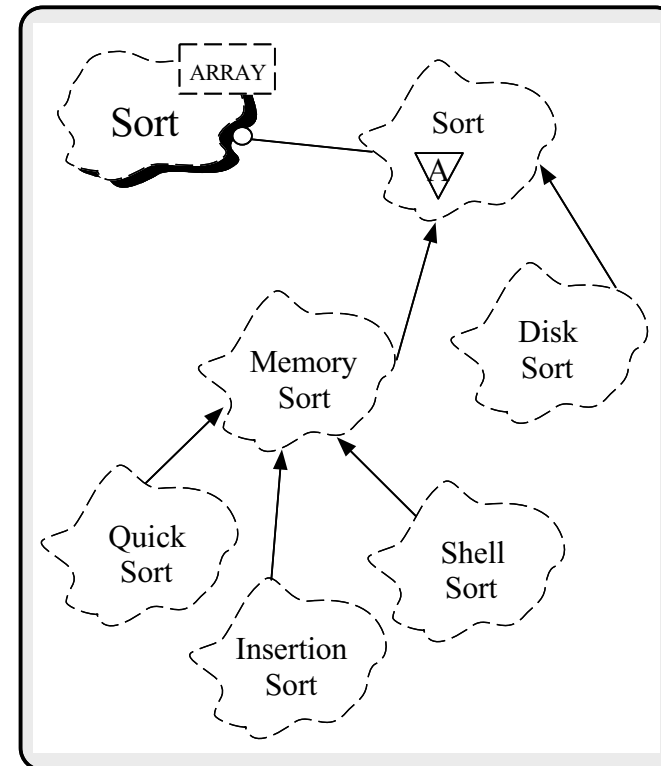 ARRAY
Sort
Sort
A
Memory
Sort
Disk
Sort
Quick
Sort
Shell
Sort
Insertion
Sort